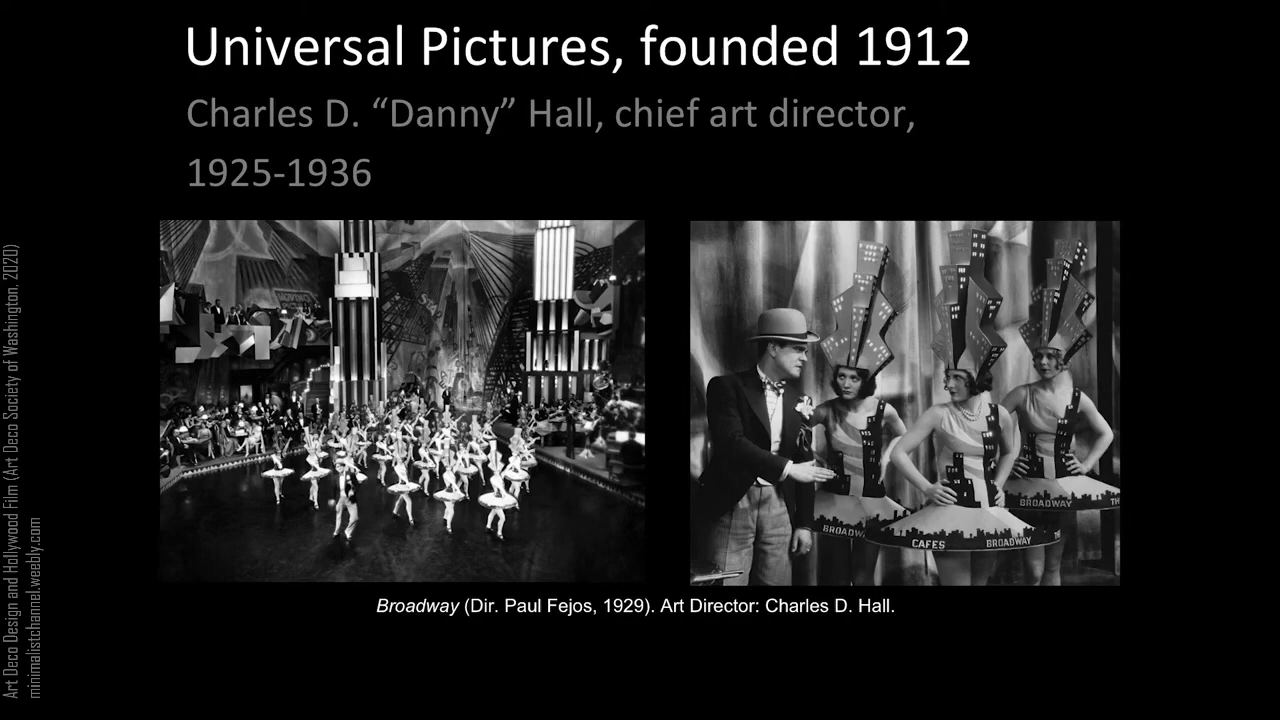 Universal Pictures, founded 1912
Charles D. “Danny” Hall, chief art director,
1925-1936
BROADWAY
CAFES
BROADWAY
BROADWAY
TH
Broadway (Dir. Paul Fejos, 1929). Art Director: Charles D. Hall.
Art Deco Design and Hollywood Film (Art Deco Society of Washington, 2020)
minimalistchannel.weebly.com